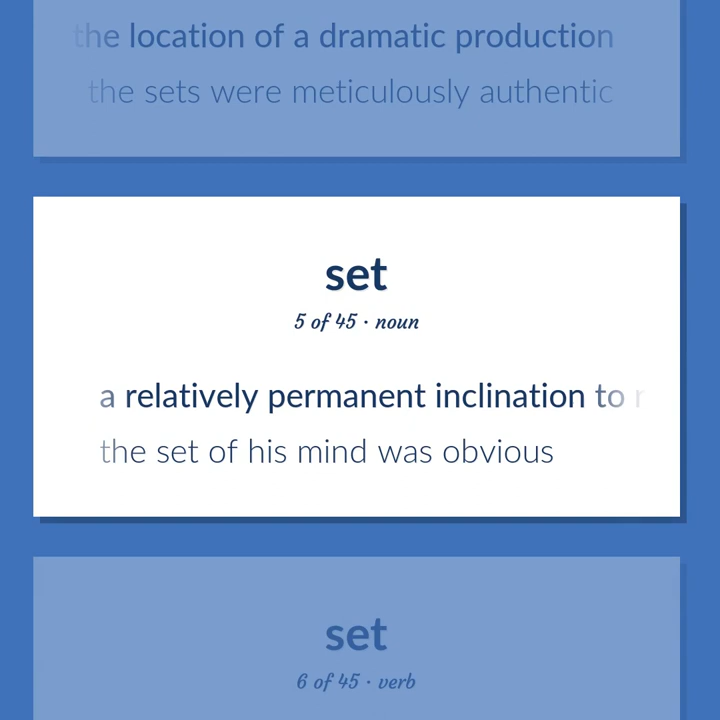 the location of a dramatic production
the sets were meticulously authentic
set
5 of 45 · noun
a relatively permanent inclination to
the set of his mind was obvious
set
6 of 45 · verb